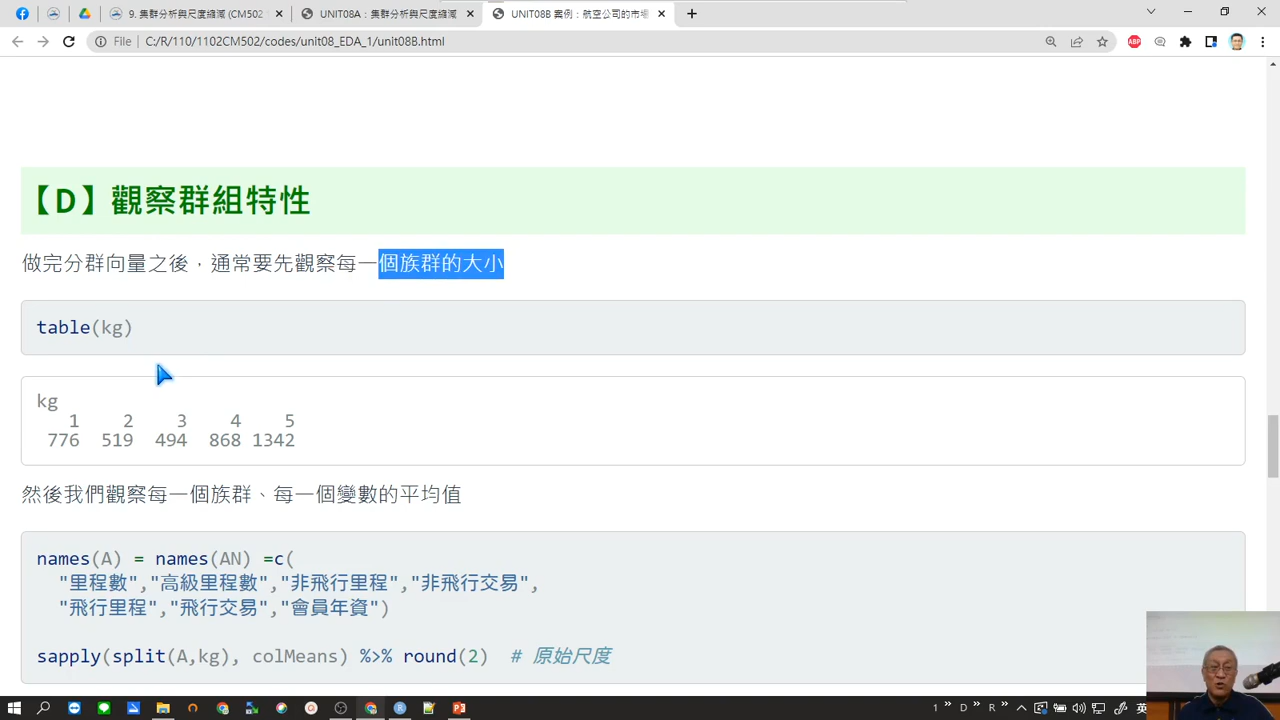 9. 集群分析與尺度縮減 (CM502
UNIT08A：集群分析與尺度縮減
UNIT08B 案例：航空公司的市場
File
C:/R/110/1102CM502/codes/unit08_EDA_1/unit08B.html
ABP
【D】觀察群組特性
做完分群向量之後，通常要先觀察每一個族群的大小
table(kg)
kg
1 2 3 4 5
776 519 494 868 1342
然後我們觀察每一個族群、每一個變數的平均值
names(A) = names(AN) =c(
"里程數","高級里程數","非飛行里程","非飛行交易",
"飛行里程","飛行交易","會員年資")
sapply(split(A,kg), colMeans) %>% round(2) # 原始尺度
1 » D » R »
英